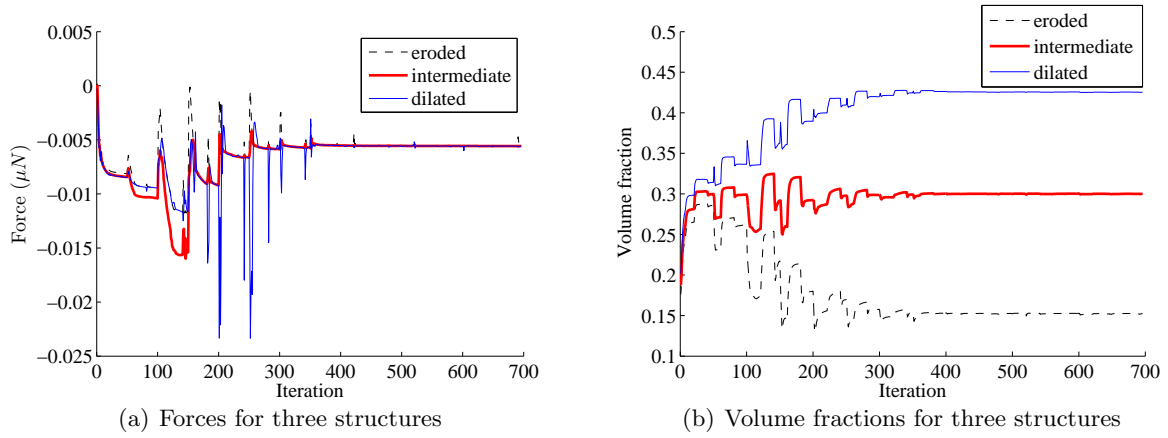 0.005
0
−0.005
−0.01
−0.015
−0.02
−0.025
Force (μN)
eroded
intermediate
dilated
0 100 200 300 400 500 600 700
Iteration
(a) Forces for three structures
0.5
0.45
0.4
0.35
0.3
0.25
0.2
0.15
0.1
Volume fraction
eroded
intermediate
dilated
0 100 200 300 400 500 600 700
Iteration
(b) Volume fractions for three structures